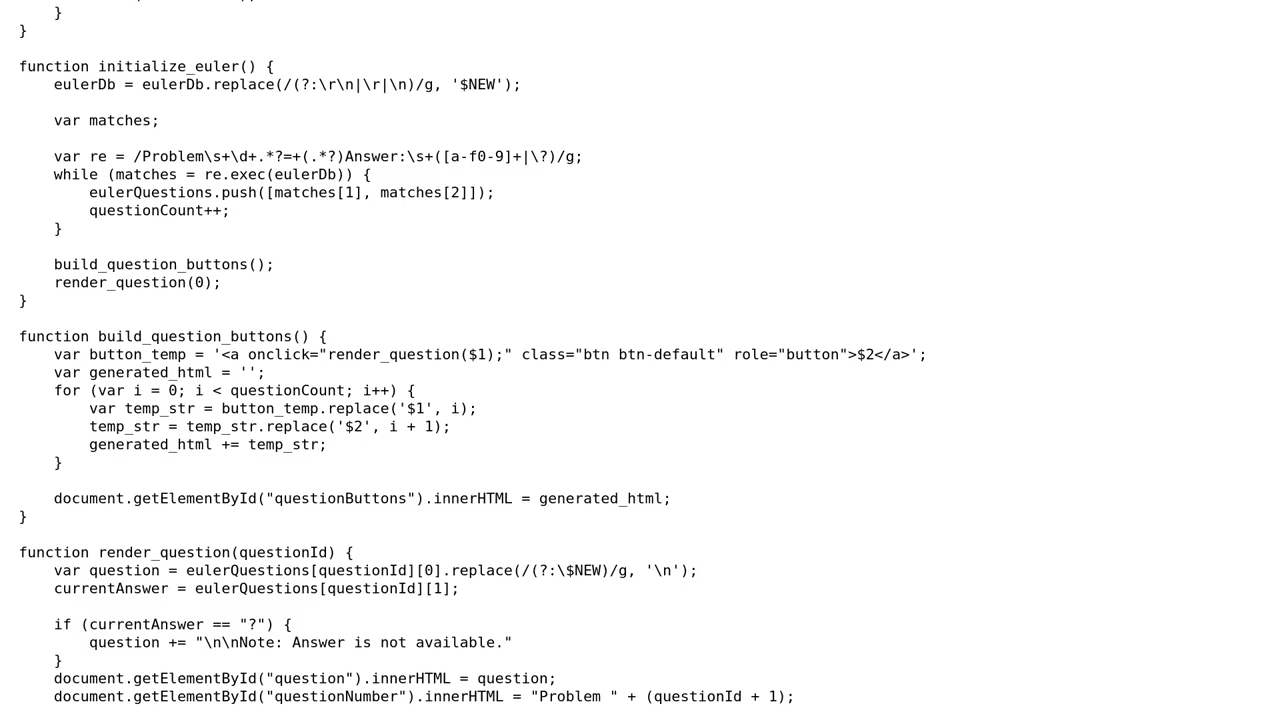 }
}

function initialize_euler() {
    eulerDb = eulerDb.replace(/(?:\r\n|\r|\n)/g, '$NEW');

    var matches;

    var re = /Problem\s+\d+.*?=+(.*?)Answer:\s+([a-f0-9]+|\?)/g;
    while (matches = re.exec(eulerDb)) {
        eulerQuestions.push([matches[1], matches[2]]);
        questionCount++;
    }

    build_question_buttons();
    render_question(0);
}

function build_question_buttons() {
    var button_temp = '<a onclick="render_question($1);" class="btn btn-default" role="button">$2</a>';
    var generated_html = '';
    for (var i = 0; i < questionCount; i++) {
        var temp_str = button_temp.replace('$1', i);
        temp_str = temp_str.replace('$2', i + 1);
        generated_html += temp_str;
    }

    document.getElementById("questionButtons").innerHTML = generated_html;
}

function render_question(questionId) {
    var question = eulerQuestions[questionId][0].replace(/(?:\$NEW)/g, '\n');
    currentAnswer = eulerQuestions[questionId][1];

    if (currentAnswer == "?") {
        question += "\n\nNote: Answer is not available."
    }
    document.getElementById("question").innerHTML = question;
    document.getElementById("questionNumber").innerHTML = "Problem " + (questionId + 1);